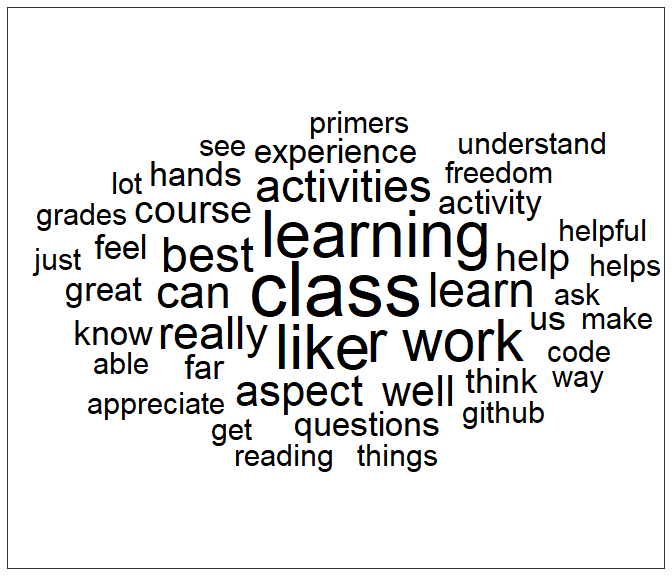 primers
see experience understand
lot hands activities freedom
grades course learning activity
just feel best help helpful
great can class learn helps
know really like r work us ask make
able far aspect well think code way
appreciate get questions github
reading things